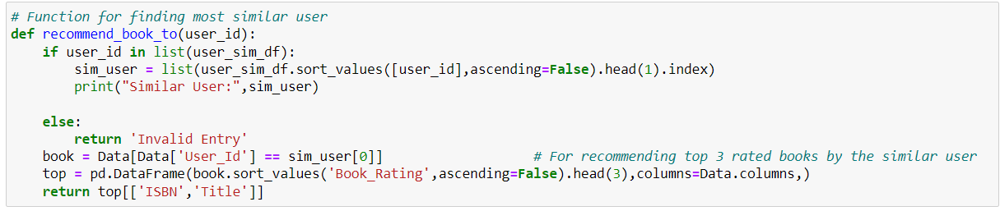 # Function for finding most similar user
def recommend_book_to(user_id):
    if user_id in list(user_sim_df):
        sim_user = list(user_sim_df.sort_values([user_id],ascending=False).head(1).index)
        print("Similar User:",sim_user)

    else:
        return 'Invalid Entry'
    book = Data[Data['User_Id'] == sim_user[0]]                  # For recommending top 3 rated books by the similar user
    top = pd.DataFrame(book.sort_values('Book_Rating',ascending=False).head(3),columns=Data.columns,)
    return top[['ISBN','Title']]